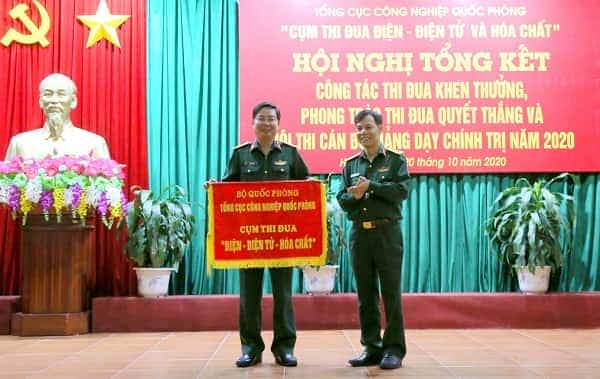 TỔNG CỤC CÔNG NGHIỆP QUỐC PHÒNG
"CỤM THI ĐUA ĐIỆN - ĐIỆN TỬ VÀ HÓA CHẤT"
HỘI NGHỊ TỔNG KẾT
CÔNG TÁC THI ĐUA KHEN THƯỞNG,
PHONG TRÀO THI ĐUA QUYẾT THẮNG VÀ
HỘI THI CÁN BỘ GIẢNG DẠY CHÍNH TRỊ NĂM 2020
20 tháng 10 năm 2020
BỘ QUỐC PHÒNG
TỔNG CỤC CÔNG NGHIỆP QUỐC PHÒNG
CỤM THI ĐUA
"ĐIỆN - ĐIỆN TỬ - HÓA CHẤT"